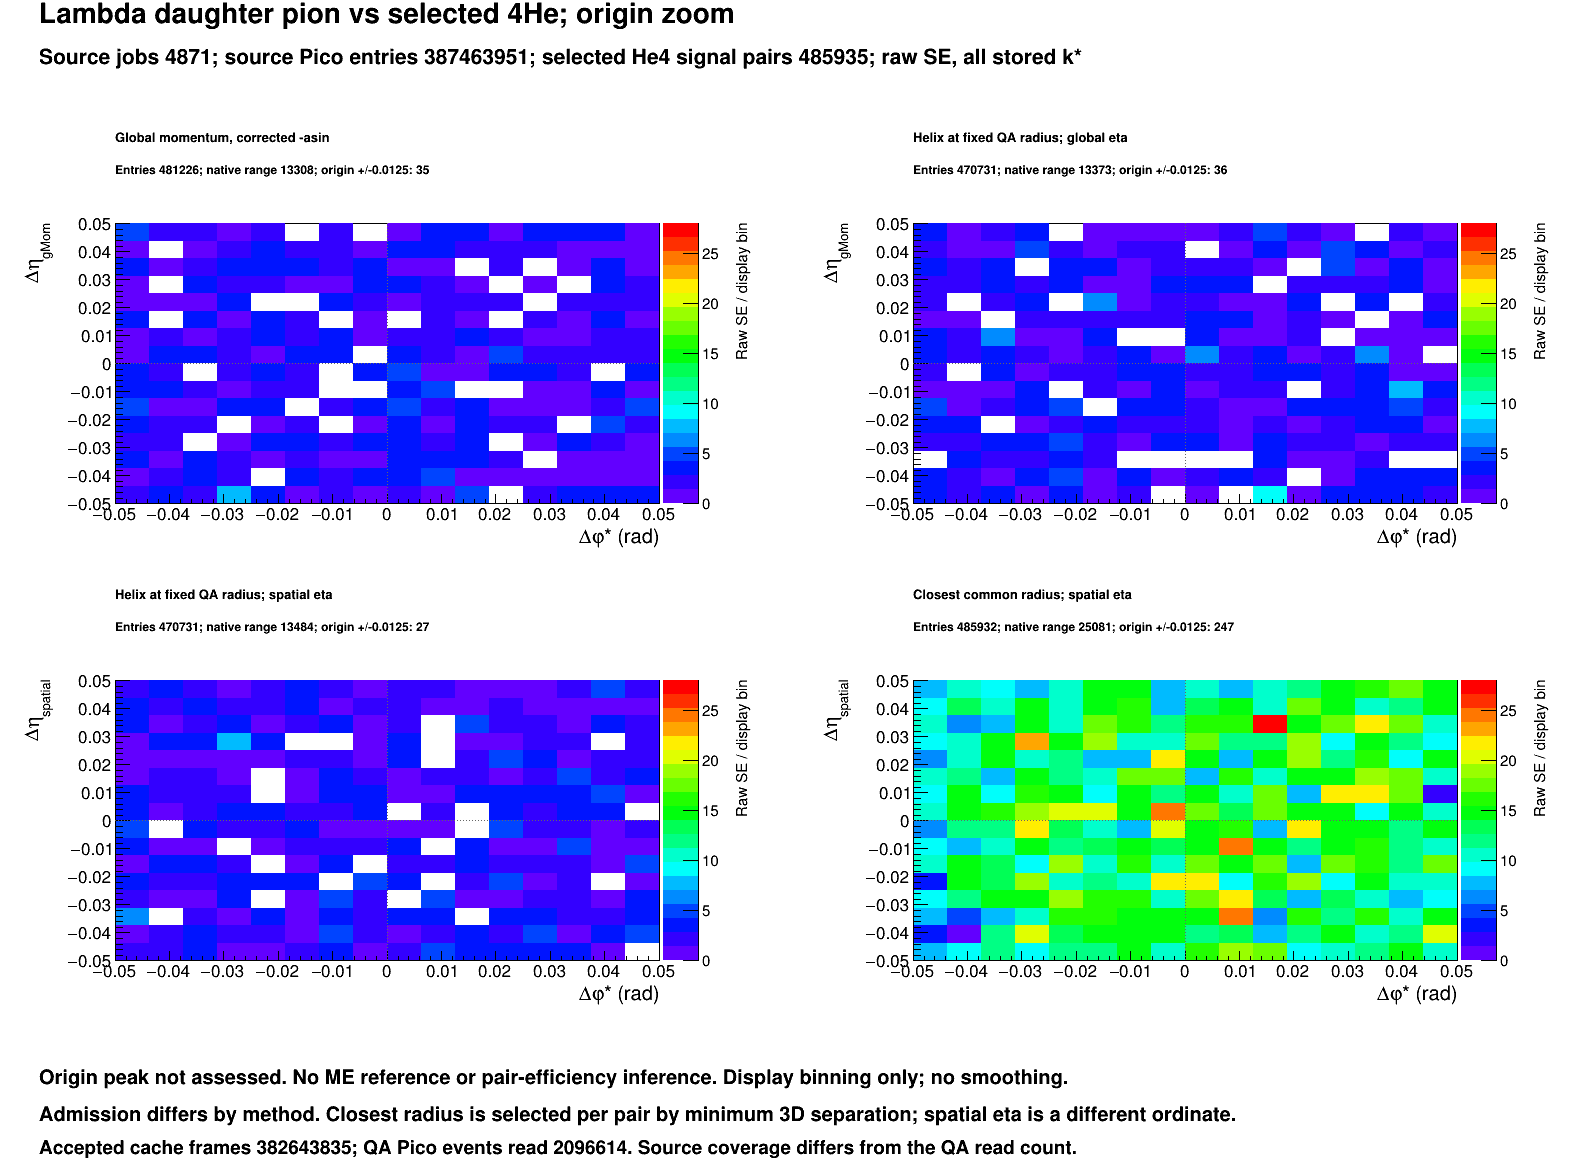 Lambda daughter pion vs selected 4He; origin zoom
Source jobs 4871; source Pico entries 387463951; selected He4 signal pairs 485935; raw SE, all stored k*
Global momentum, corrected -asin
Entries 481226; native range 13308; origin +/-0.0125: 35
Δη gMom
0.05
0.04
0.03
0.02
0.01
0
−0.01
−0.02
−0.03
−0.04
−0.05
−0.05 −0.04 −0.03 −0.02 −0.01 0 0.01 0.02 0.03 0.04 0.05
Δφ* (rad)
25
20
15
10
5
0
Raw SE / display bin
Helix at fixed QA radius; global eta
Entries 470731; native range 13373; origin +/-0.0125: 36
Δη gMom
0.05
0.04
0.03
0.02
0.01
0
−0.01
−0.02
−0.03
−0.04
−0.05
−0.05 −0.04 −0.03 −0.02 −0.01 0 0.01 0.02 0.03 0.04 0.05
Δφ* (rad)
25
20
15
10
5
0
Raw SE / display bin
Helix at fixed QA radius; spatial eta
Entries 470731; native range 13484; origin +/-0.0125: 27
Δη spatial
0.05
0.04
0.03
0.02
0.01
0
−0.01
−0.02
−0.03
−0.04
−0.05
−0.05 −0.04 −0.03 −0.02 −0.01 0 0.01 0.02 0.03 0.04 0.05
Δφ* (rad)
25
20
15
10
5
0
Raw SE / display bin
Closest common radius; spatial eta
Entries 485932; native range 25081; origin +/-0.0125: 247
Δη spatial
0.05
0.04
0.03
0.02
0.01
0
−0.01
−0.02
−0.03
−0.04
−0.05
−0.05 −0.04 −0.03 −0.02 −0.01 0 0.01 0.02 0.03 0.04 0.05
Δφ* (rad)
25
20
15
10
5
0
Raw SE / display bin
Origin peak not assessed. No ME reference or pair-efficiency inference. Display binning only; no smoothing.
Admission differs by method. Closest radius is selected per pair by minimum 3D separation; spatial eta is a different ordinate.
Accepted cache frames 382643835; QA Pico events read 2096614. Source coverage differs from the QA read count.